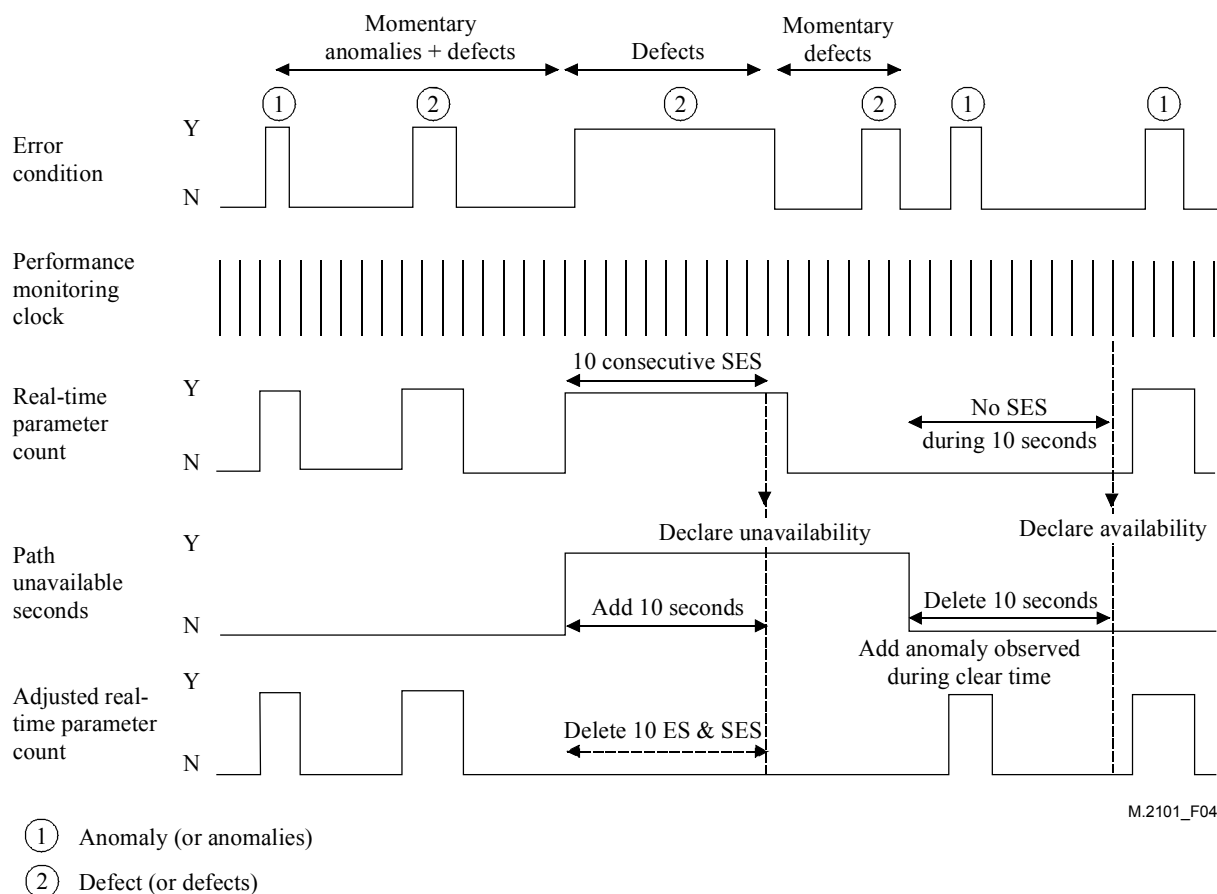 Momentary
anomalies + defects
Defects
Momentary
defects
1
2
2
2
1
1
Error
condition
Y
N
Performance
monitoring
clock
10 consecutive SES
Real-time
parameter
count
Y
N
No SES
during 10 seconds
Path
unavailable
seconds
Y
N
Declare unavailability
Declare availability
Add 10 seconds
Delete 10 seconds
Add anomaly observed
during clear time
Adjusted real-
time parameter
count
Y
N
Delete 10 ES & SES
M.2101_F04
1 Anomaly (or anomalies)
2 Defect (or defects)